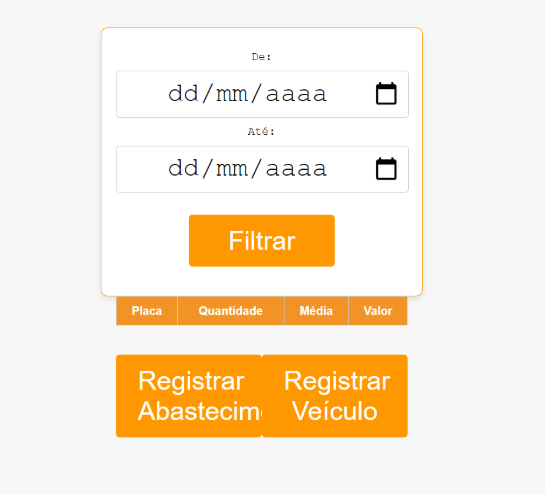 De:
dd/mm/aaaa
Até:
dd/mm/aaaa
Filtrar
Placa Quantidade Média Valor
Registrar
Abastecim
Registrar
Veículo